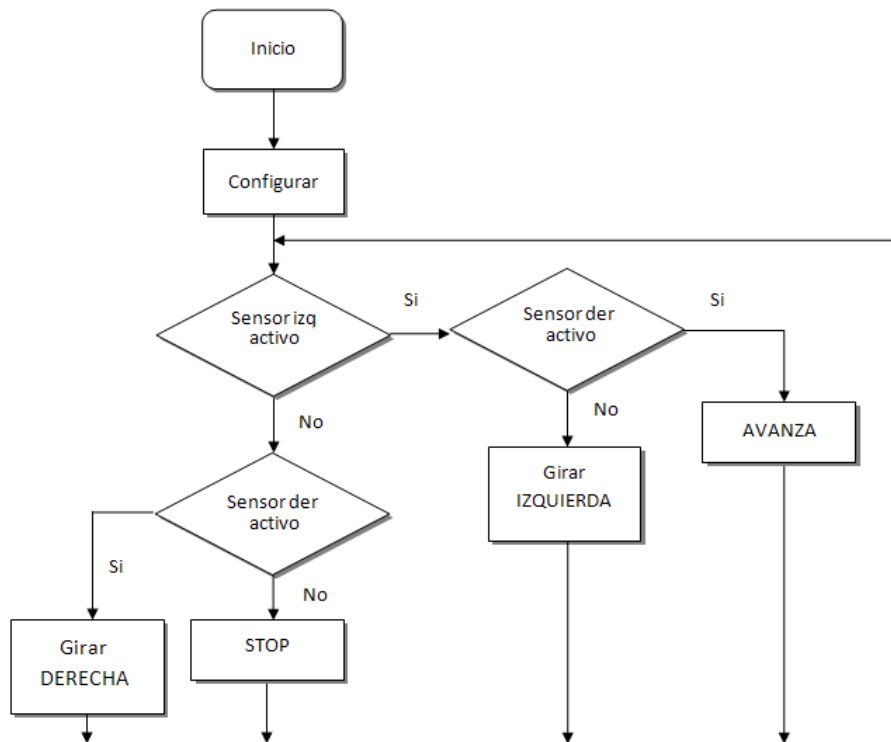 Inicio
Configurar
Sensor izq
activo
Si
Sensor der
activo
Si
No
No
AVANZA
Girar
IZQUIERDA
Sensor der
activo
Si
No
Girar
DERECHA
STOP